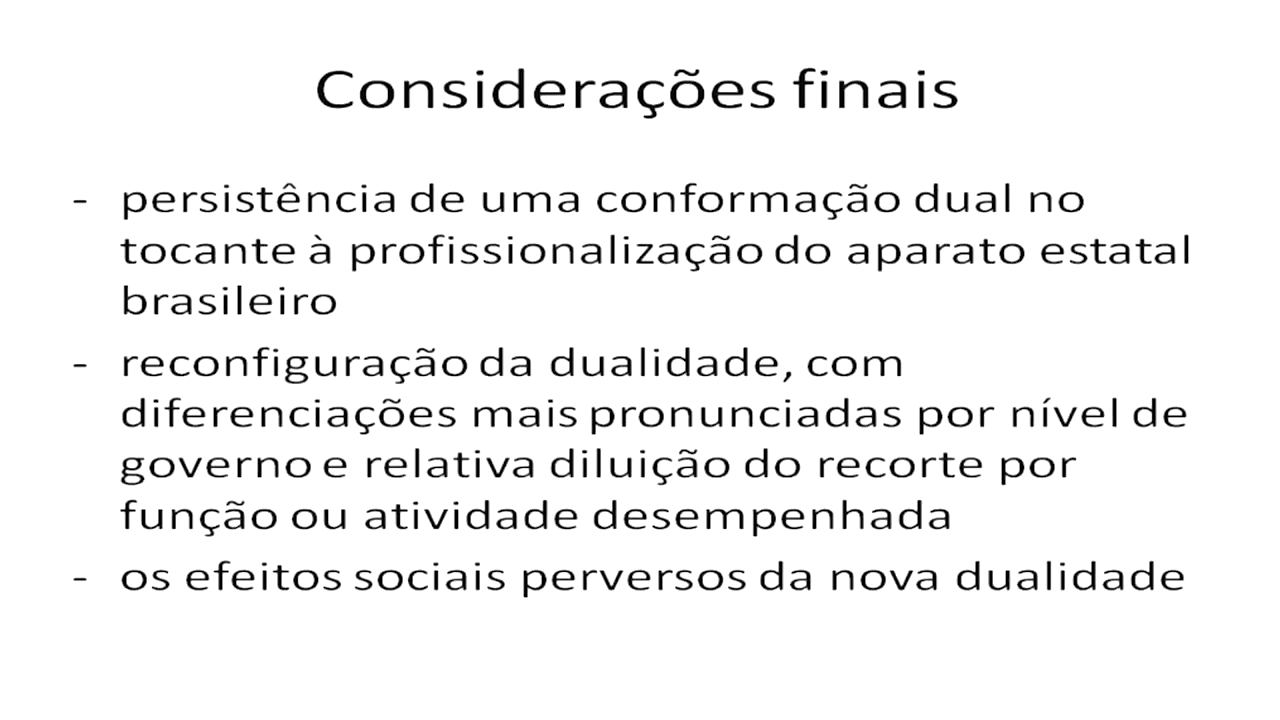 Considerações finais
- persistência de uma conformação dual no
tocante à profissionalização do aparato estatal
brasileiro
- reconfiguração da dualidade, com
diferenciações mais pronunciadas por nível de
governo e relativa diluição do recorte por
função ou atividade desempenhada
- os efeitos sociais perversos da nova dualidade